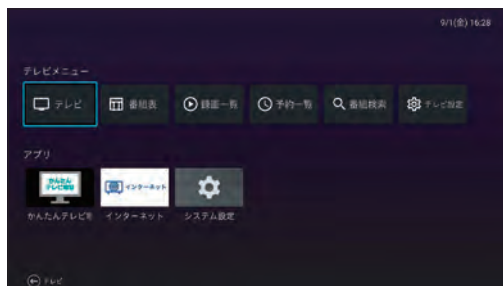 9/1(金) 16:28
テレビメニュー
テレビ
番組表
録画一覧
予約一覧
番組検索
テレビ設定
アプリ
かんたん
テレビ電話
インターネット
かんたんテレビ電
インターネット
システム設定
テレビ